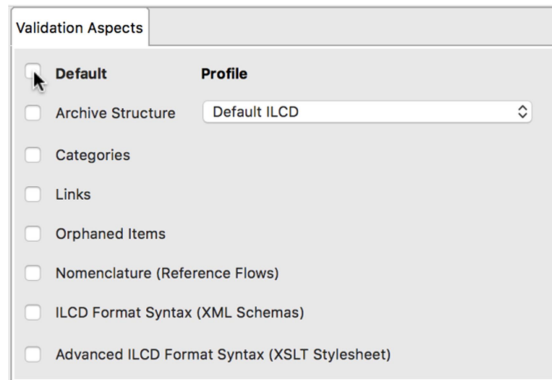 Validation Aspects
Default Profile
Archive Structure Default ILCD
Categories
Links
Orphaned Items
Nomenclature (Reference Flows)
ILCD Format Syntax (XML Schemas)
Advanced ILCD Format Syntax (XSLT Stylesheet)